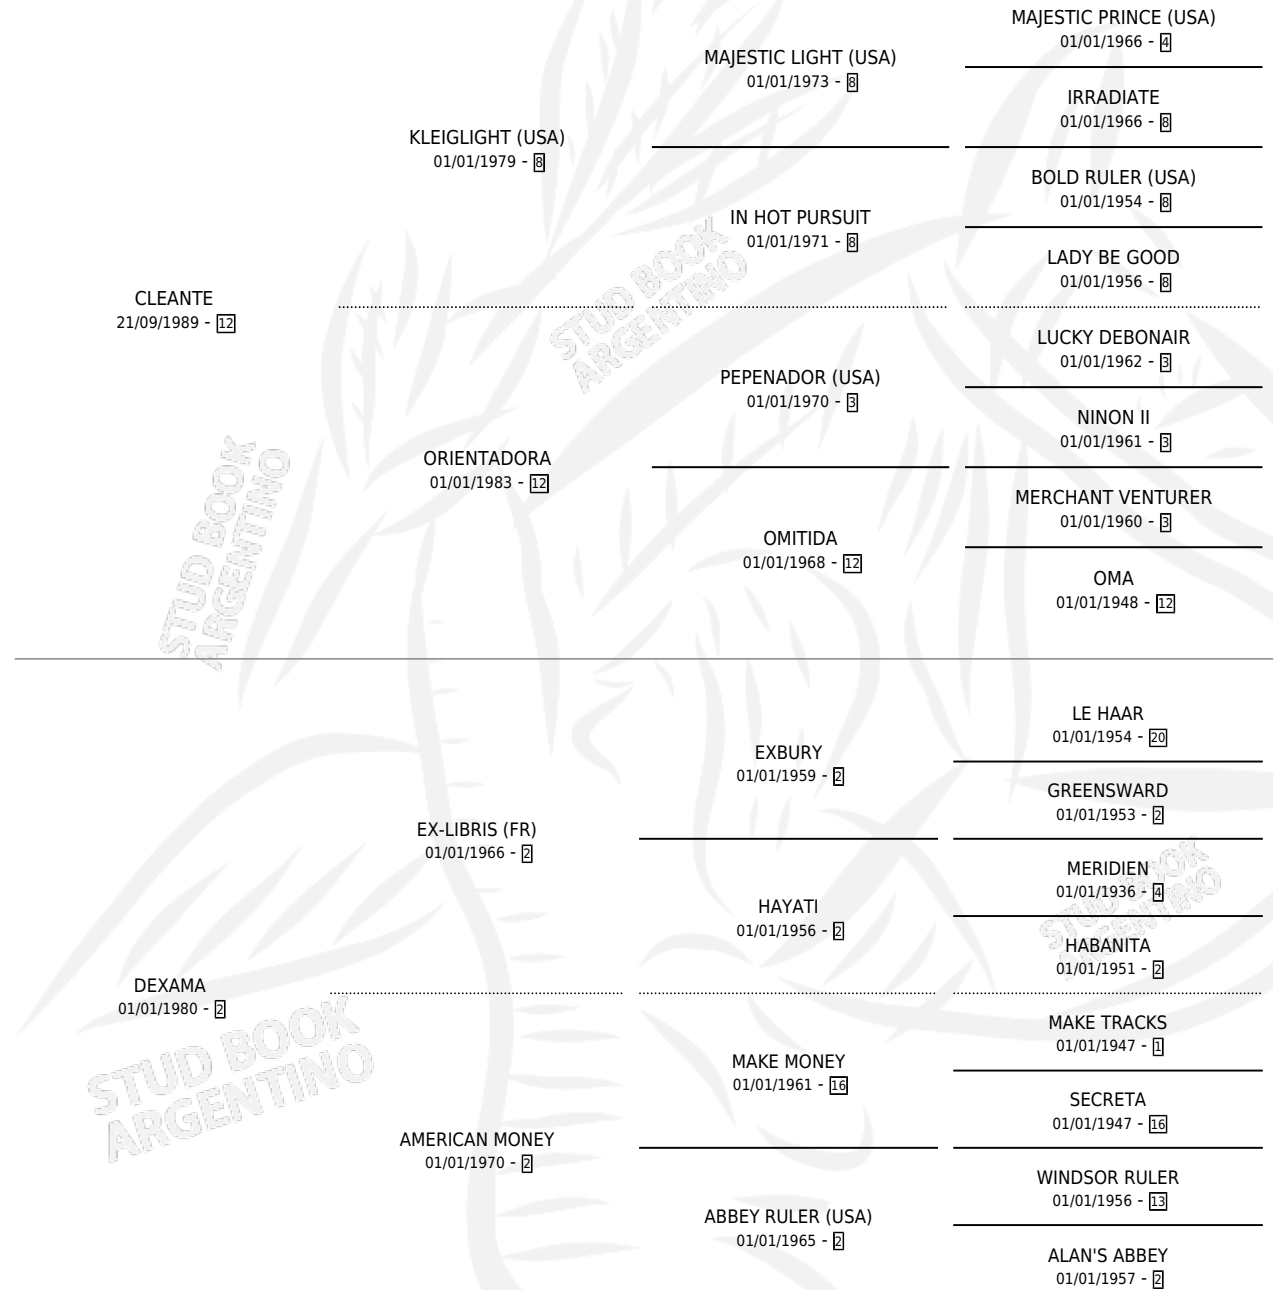 MAJESTIC PRINCE (USA)
01/01/1966 - 4
MAJESTIC LIGHT (USA)
01/01/1973 - 8
IRRADIATE
01/01/1966 - 8
KLEIGLIGHT (USA)
01/01/1979 - 8
BOLD RULER (USA)
01/01/1954 - 8
IN HOT PURSUIT
01/01/1971 - 8
LADY BE GOOD
01/01/1956 - 8
CLEANTE
21/09/1989 - 12
STUD BOOK
ARGENTINO
LUCKY DEBONAIR
01/01/1962 - 3
PEPENADOR (USA)
01/01/1970 - 3
NINON II
01/01/1961 - 3
ORIENTADORA
01/01/1983 - 12
MERCHANT VENTURER
01/01/1960 - 3
OMITIDA
01/01/1968 - 12
OMA
01/01/1948 - 12
STUD BOOK
ARGENTINO
LE HAAR
01/01/1954 - 20
EXBURY
01/01/1959 - 2
GREENSWARD
01/01/1953 - 2
EX-LIBRIS (FR)
01/01/1966 - 2
MERIDIEN
01/01/1936 - 4
HAYATI
01/01/1956 - 2
HABANITA
01/01/1951 - 2
STUD BOOK
ARGENTINO
DEXAMA
01/01/1980 - 2
MAKE TRACKS
01/01/1947 - 1
MAKE MONEY
01/01/1961 - 16
SECRETA
01/01/1947 - 16
STUD BOOK
ARGENTINO
AMERICAN MONEY
01/01/1970 - 2
WINDSOR RULER
01/01/1956 - 13
ABBEY RULER (USA)
01/01/1965 - 2
ALAN'S ABBEY
01/01/1957 - 2